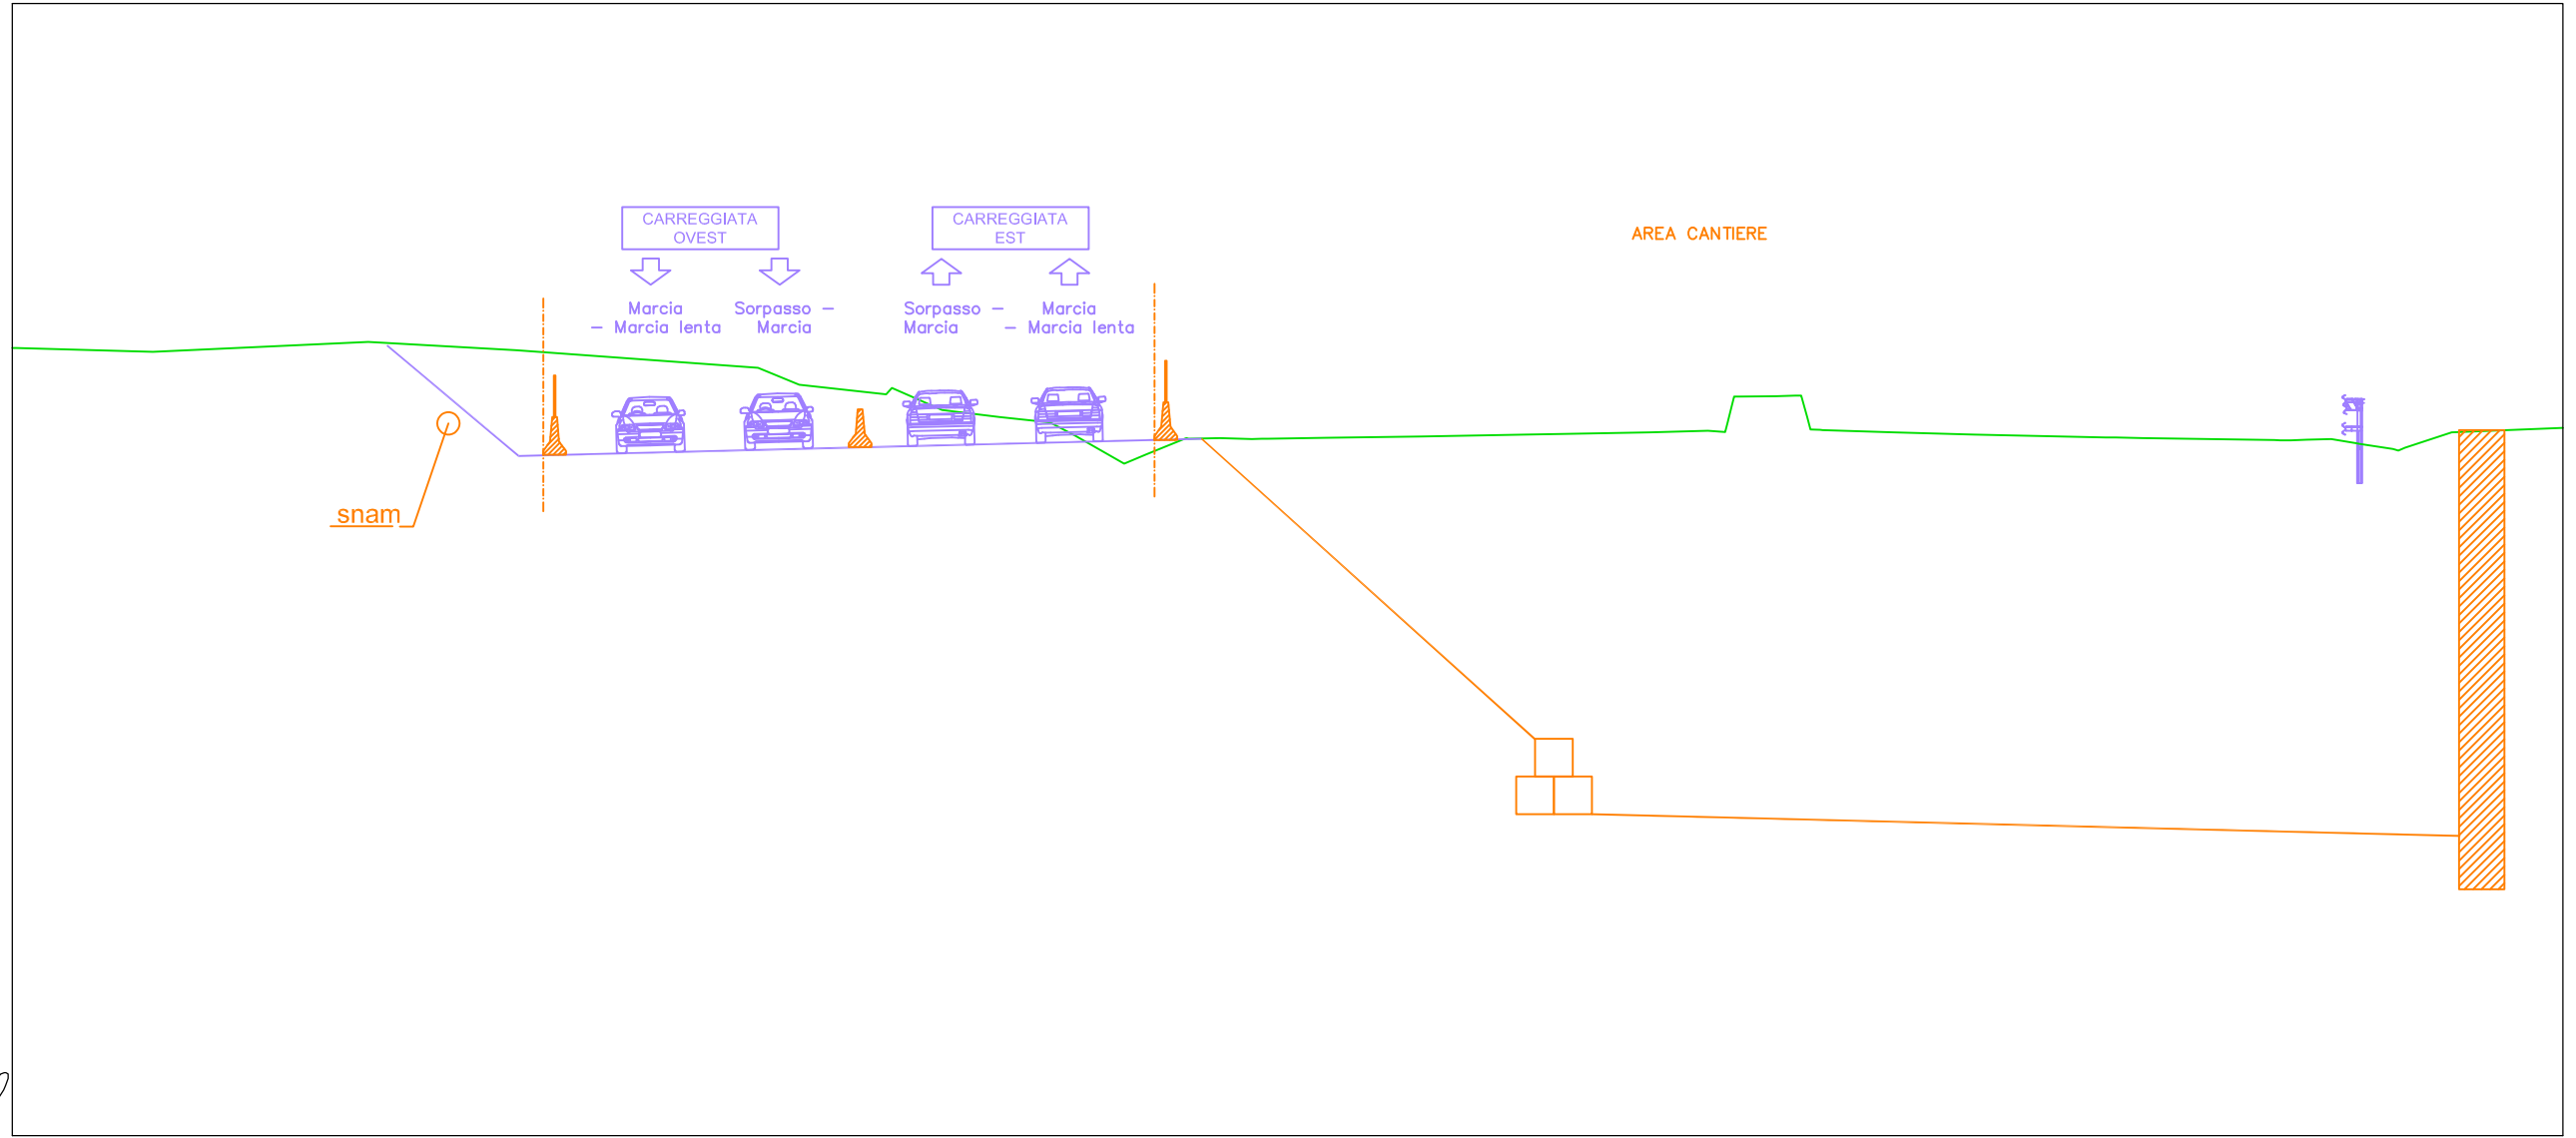 CARREGGIATA
OVEST
CARREGGIATA
EST
AREA CANTIERE
Marcia
– Marcia lenta
Sorpasso –
Marcia
Sorpasso –
Marcia
Marcia
– Marcia lenta
snam